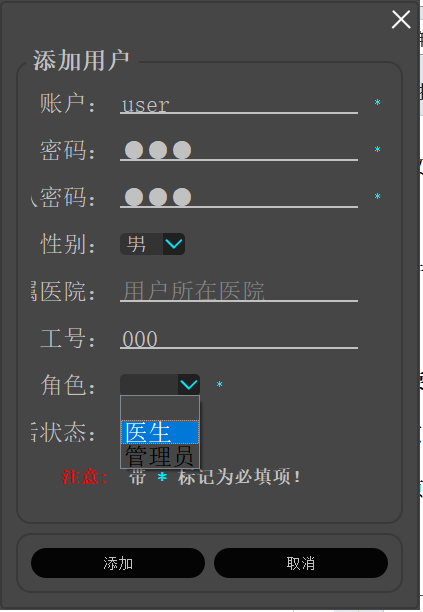 添加用户
账户： user *
密码： ●●● *
密码： ●●● *
性别： 男
属医院： 用户所在医院
工号： 000
角色： *
医生
状态：
管理员
注意： 带 * 标记为必填项！
添加 取消